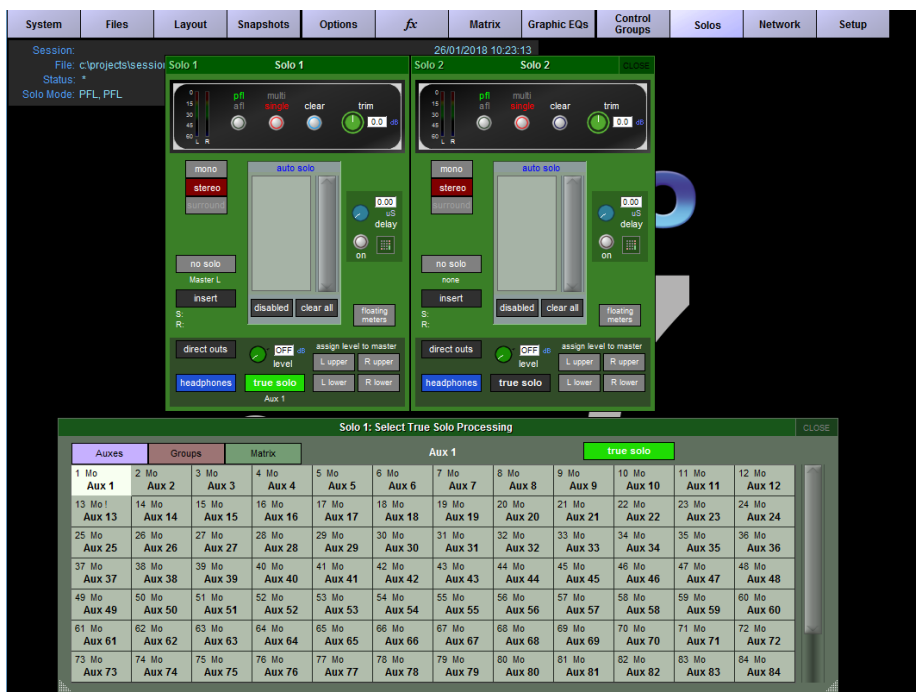 System Files Layout Snapshots Options fx Matrix Graphic EQs Control Groups Solos Network Setup
Session: 26/01/2018 10:23:13
File: c:\projects\sessio
Status: *
Solo Mode: PFL, PFL
Solo 1 Solo 1
0
15
30
45
60
L R
pfl
afl
multi
single
clear
trim
0.0 dB
mono
stereo
surround
auto solo
0.00
uS
delay
on
no solo
Master L
insert
S:
R:
disabled clear all
floating
meters
direct outs
OFF dB
level
assign level to master
L upper R upper
headphones true solo L lower R lower
Aux 1
Solo 2 Solo 2 CLOSE
0
15
30
45
60
L R
pfl
afl
multi
single
clear
trim
0.0 dB
mono
stereo
surround
auto solo
0.00
uS
delay
on
no solo
none
insert
S:
R:
disabled clear all
floating
meters
direct outs
OFF dB
level
assign level to master
L upper R upper
headphones true solo L lower R lower
Solo 1: Select True Solo Processing CLOSE
Auxes Groups Matrix Aux 1 true solo
1 Mo 2 Mo 3 Mo 4 Mo 5 Mo 6 Mo 7 Mo 8 Mo 9 Mo 10 Mo 11 Mo 12 Mo
Aux 1 Aux 2 Aux 3 Aux 4 Aux 5 Aux 6 Aux 7 Aux 8 Aux 9 Aux 10 Aux 11 Aux 12
13 Mo! 14 Mo 15 Mo 16 Mo 17 Mo 18 Mo 19 Mo 20 Mo 21 Mo 22 Mo 23 Mo 24 Mo
Aux 13 Aux 14 Aux 15 Aux 16 Aux 17 Aux 18 Aux 19 Aux 20 Aux 21 Aux 22 Aux 23 Aux 24
25 Mo 26 Mo 27 Mo 28 Mo 29 Mo 30 Mo 31 Mo 32 Mo 33 Mo 34 Mo 35 Mo 36 Mo
Aux 25 Aux 26 Aux 27 Aux 28 Aux 29 Aux 30 Aux 31 Aux 32 Aux 33 Aux 34 Aux 35 Aux 36
37 Mo 38 Mo 39 Mo 40 Mo 41 Mo 42 Mo 43 Mo 44 Mo 45 Mo 46 Mo 47 Mo 48 Mo
Aux 37 Aux 38 Aux 39 Aux 40 Aux 41 Aux 42 Aux 43 Aux 44 Aux 45 Aux 46 Aux 47 Aux 48
49 Mo 50 Mo 51 Mo 52 Mo 53 Mo 54 Mo 55 Mo 56 Mo 57 Mo 58 Mo 59 Mo 60 Mo
Aux 49 Aux 50 Aux 51 Aux 52 Aux 53 Aux 54 Aux 55 Aux 56 Aux 57 Aux 58 Aux 59 Aux 60
61 Mo 62 Mo 63 Mo 64 Mo 65 Mo 66 Mo 67 Mo 68 Mo 69 Mo 70 Mo 71 Mo 72 Mo
Aux 61 Aux 62 Aux 63 Aux 64 Aux 65 Aux 66 Aux 67 Aux 68 Aux 69 Aux 70 Aux 71 Aux 72
73 Mo 74 Mo 75 Mo 76 Mo 77 Mo 78 Mo 79 Mo 80 Mo 81 Mo 82 Mo 83 Mo 84 Mo
Aux 73 Aux 74 Aux 75 Aux 76 Aux 77 Aux 78 Aux 79 Aux 80 Aux 81 Aux 82 Aux 83 Aux 84